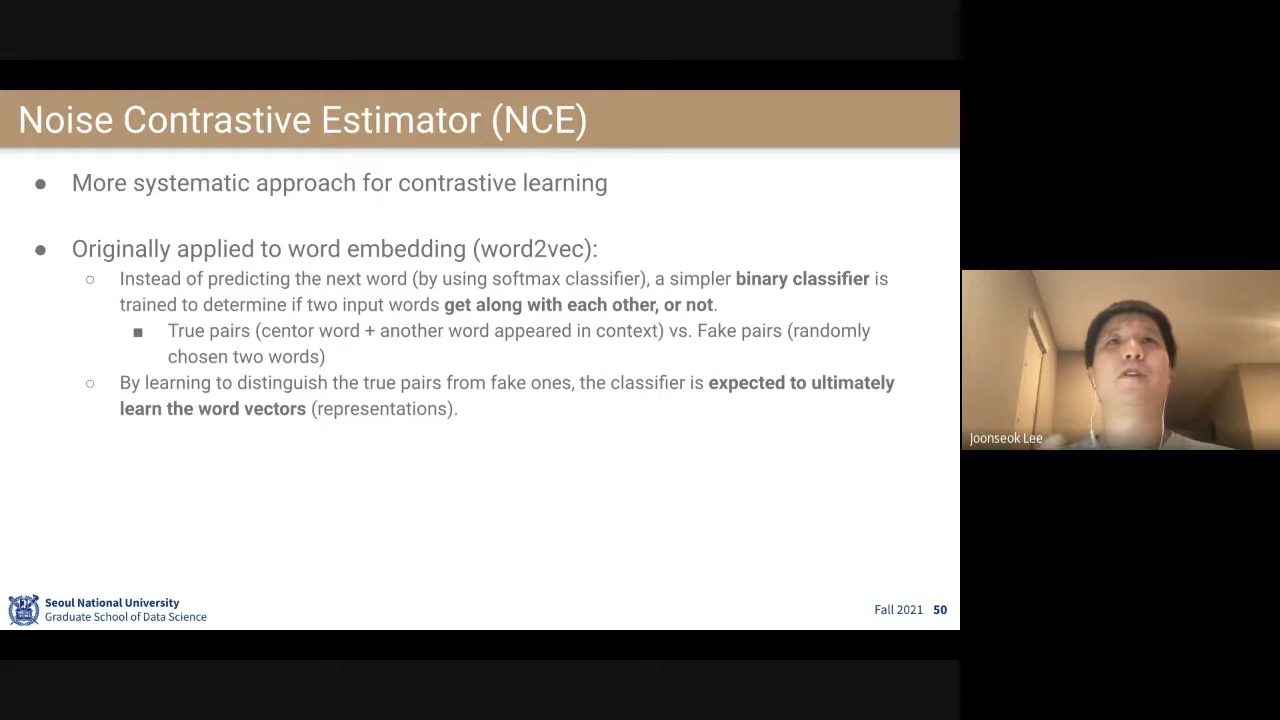 Noise Contrastive Estimator (NCE)
● More systematic approach for contrastive learning
● Originally applied to word embedding (word2vec):
○ Instead of predicting the next word (by using softmax classifier), a simpler binary classifier is
trained to determine if two input words get along with each other, or not.
■ True pairs (centor word + another word appeared in context) vs. Fake pairs (randomly
chosen two words)
○ By learning to distinguish the true pairs from fake ones, the classifier is expected to ultimately
learn the word vectors (representations).
Joonseok Lee
Seoul National University
Graduate School of Data Science
Fall 2021 50